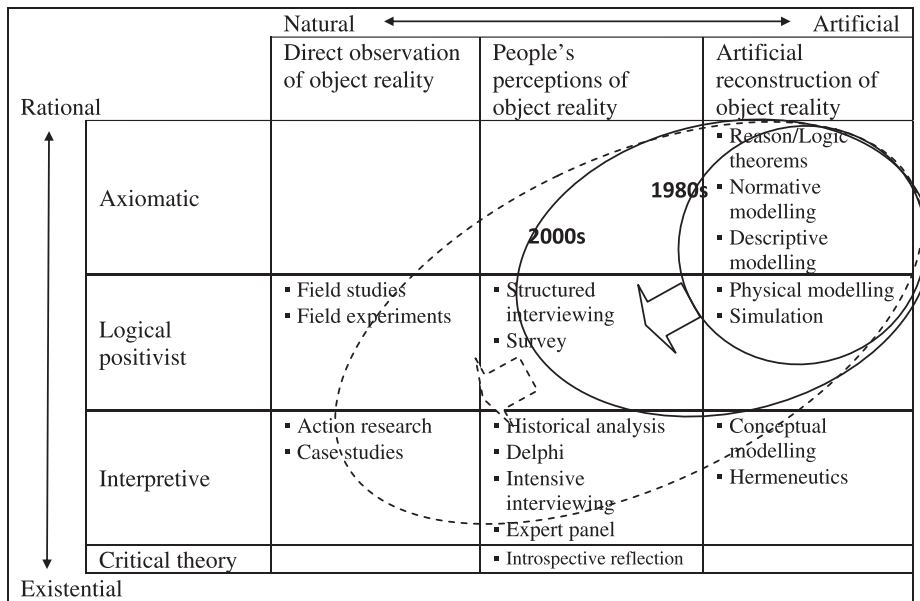 Natural
Artificial
Direct observation
of object reality
People's
perceptions of
object reality
Artificial
reconstruction of
object reality
Rational
Axiomatic
▪ Reason/Logic
theorems
▪ Normative
modelling
▪ Descriptive
modelling
1980s
2000s
Logical
positivist
▪ Field studies
▪ Field experiments
▪ Structured
interviewing
▪ Survey
▪ Physical modelling
▪ Simulation
Interpretive
▪ Action research
▪ Case studies
▪ Historical analysis
▪ Delphi
▪ Intensive
interviewing
▪ Expert panel
▪ Conceptual
modelling
▪ Hermeneutics
Critical theory
▪ Introspective reflection
Existential